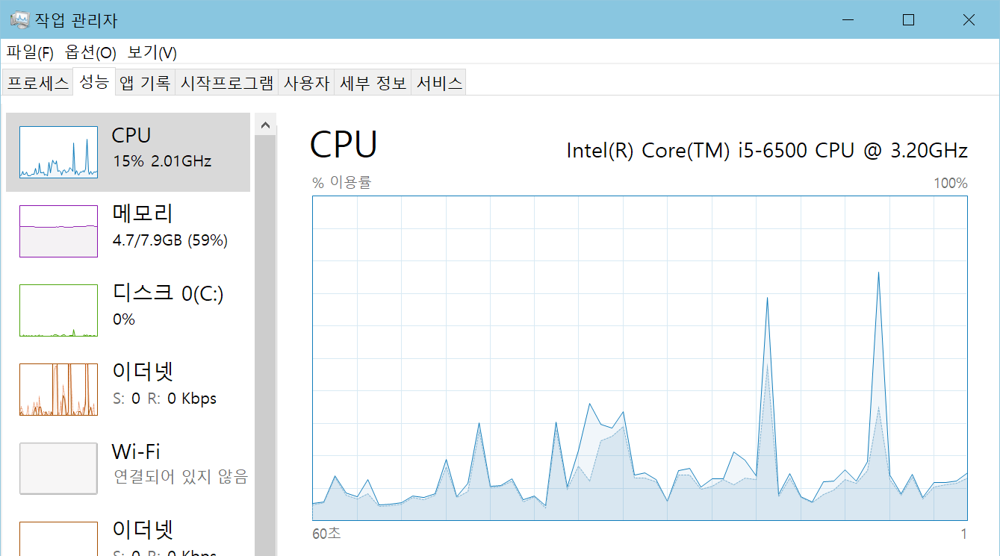 작업 관리자
파일(F) 옵션(O) 보기(V)
프로세스 성능 앱 기록 시작프로그램 사용자 세부 정보 서비스
CPU
15% 2.01GHz
메모리
4.7/7.9GB (59%)
디스크 0(C:)
0%
이더넷
S: 0 R: 0 Kbps
Wi-Fi
연결되어 있지 않음
이더넷
S: 0 R: 0 Kbps
CPU
Intel(R) Core(TM) i5-6500 CPU @ 3.20GHz
% 이용률 100%
60초 1